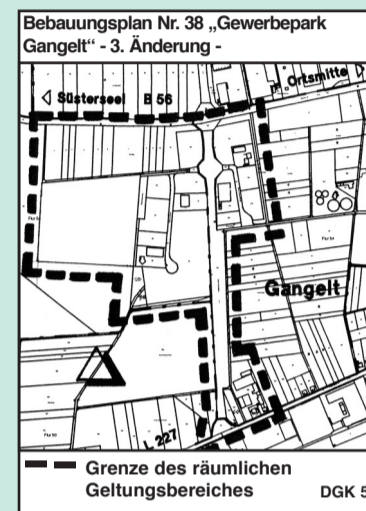 Bebauungsplan Nr. 38 „Gewerbepark
Gangelt“ - 3. Änderung -
Ortsmitte
Süsterseel B 56
Gangelt
L 227
Grenze des räumlichen
Geltungsbereiches
DGK 5